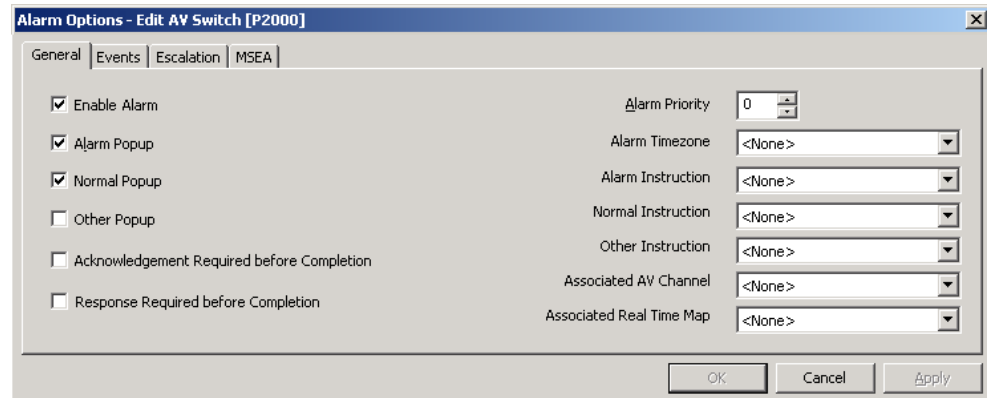 Alarm Options - Edit AV Switch [P2000]
General Events Escalation MSEA
Enable Alarm
Alarm Popup
Normal Popup
Other Popup
Acknowledgement Required before Completion
Response Required before Completion
Alarm Priority 0
Alarm Timezone <None>
Alarm Instruction <None>
Normal Instruction <None>
Other Instruction <None>
Associated AV Channel <None>
Associated Real Time Map <None>
OK Cancel Apply